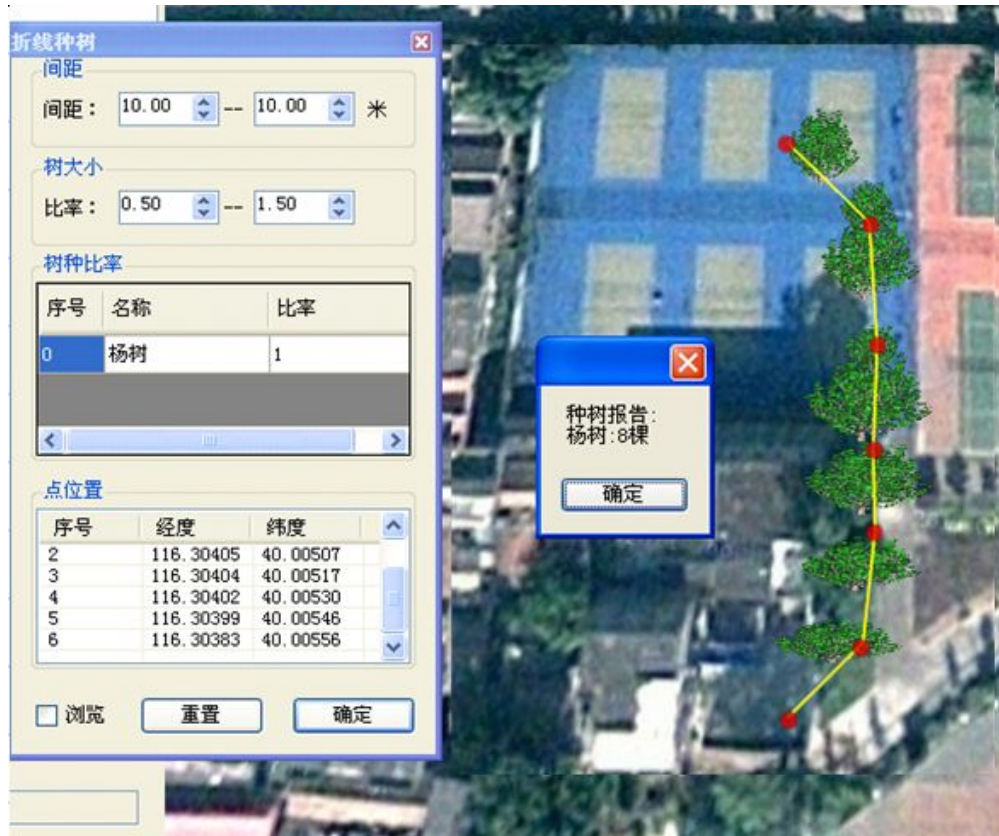 折线种树
间距
间距： 10.00 -- 10.00 米
树大小
比率： 0.50 -- 1.50
树种比率
序号 名称 比率
0 杨树 1
点位置
序号 经度 纬度
2 116.30405 40.00507
3 116.30404 40.00517
4 116.30402 40.00530
5 116.30399 40.00546
6 116.30383 40.00556
浏览 重置 确定
种树报告:
杨树:8棵
确定